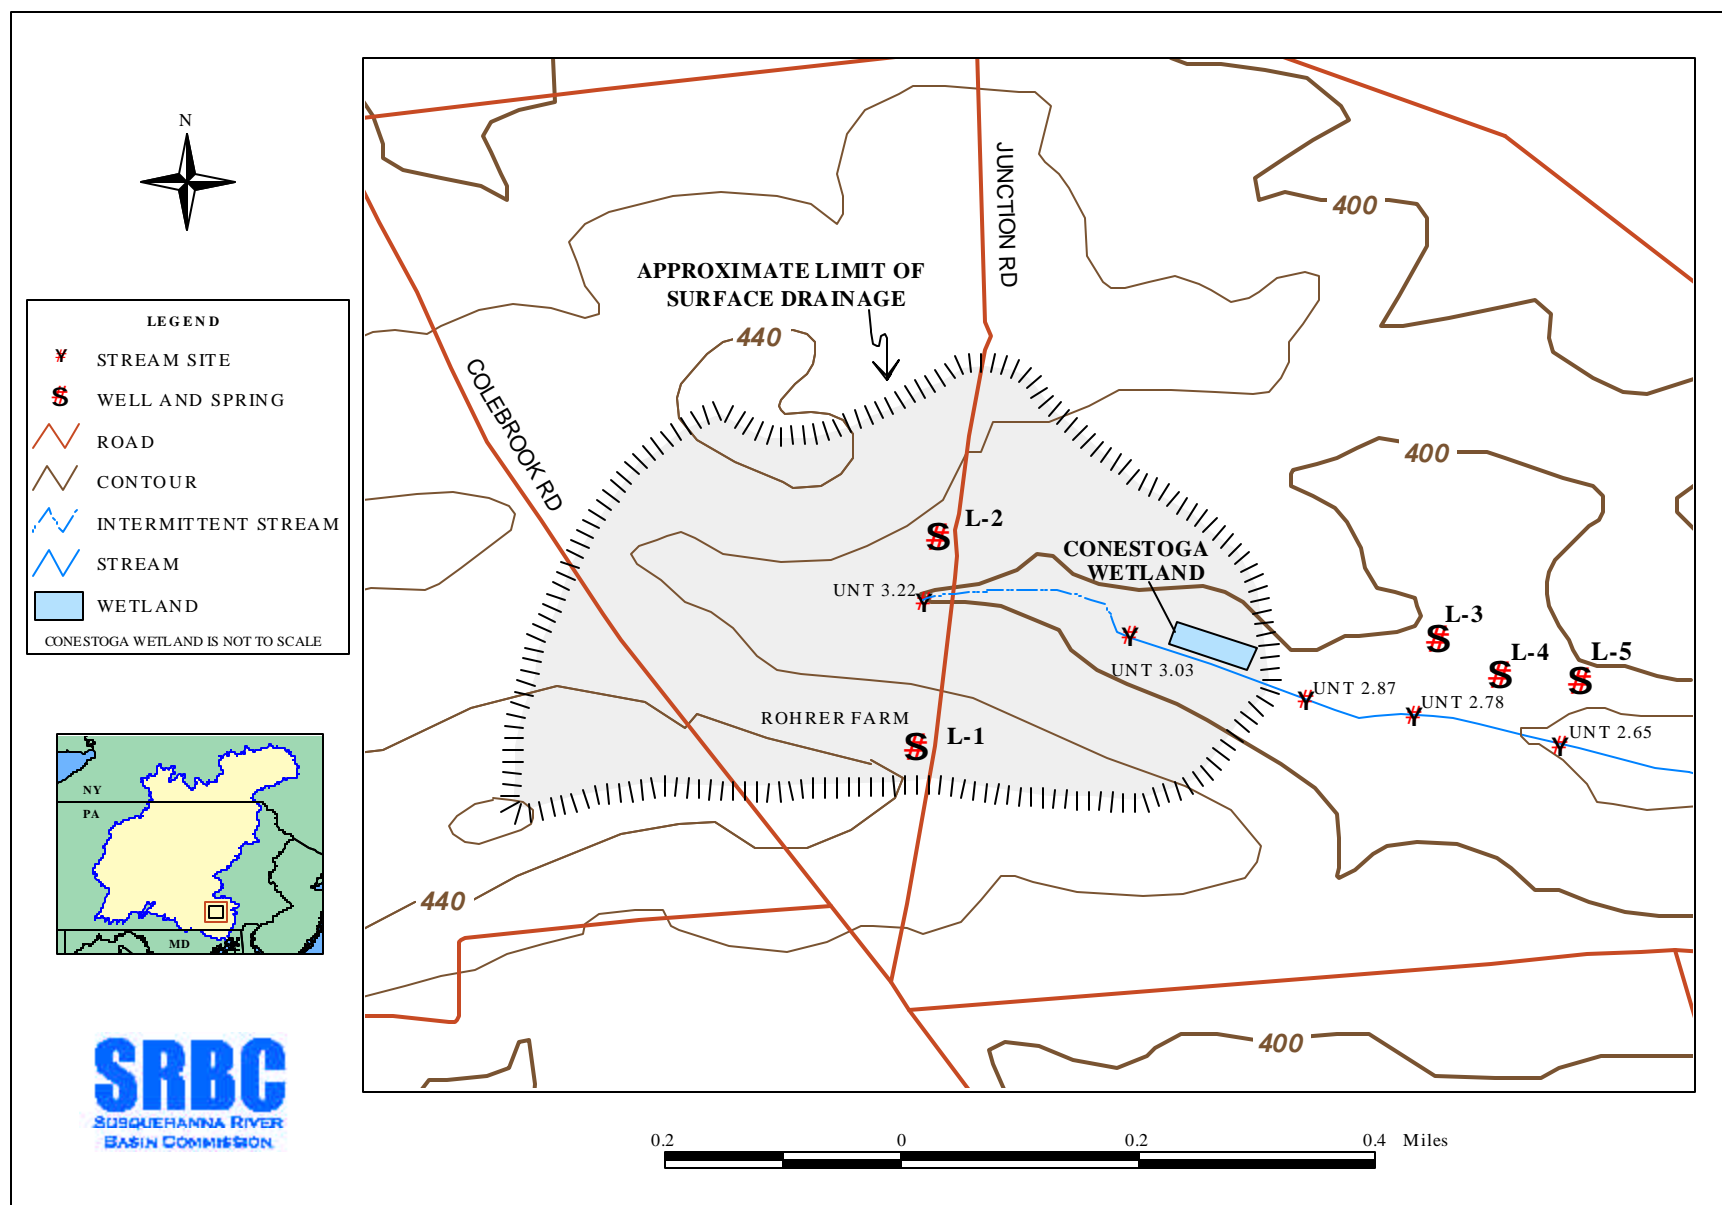 N
LEGEND
STREAM SITE
WELL AND SPRING
ROAD
CONTOUR
INTERMITTENT STREAM
STREAM
WETLAND
CONESTOGA WETLAND IS NOT TO SCALE
NY
PA
MD
SRBC
SUSQUEHANNA RIVER
BASIN COMMISSION
JUNCTION RD
400
APPROXIMATE LIMIT OF
SURFACE DRAINAGE
440
COLEBROOK RD
400
L-2
CONESTOGA
WETLAND
UNT 3.22
L-3
L-4
L-5
UNT 3.03
UNT 2.87
UNT 2.78
UNT 2.65
ROHRER FARM
L-1
440
400
0.2 0 0.2 0.4 Miles